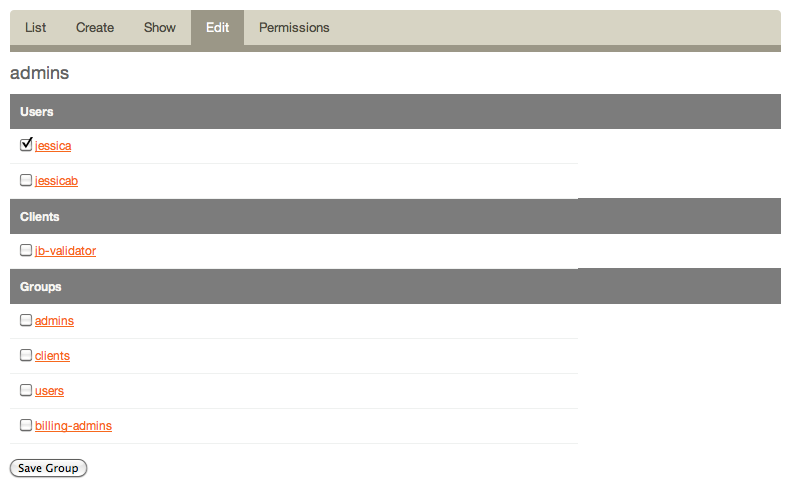 List Create Show Edit Permissions
admins
Users
jessica
jessicab
Clients
jb-validator
Groups
admins
clients
users
billing-admins
Save Group